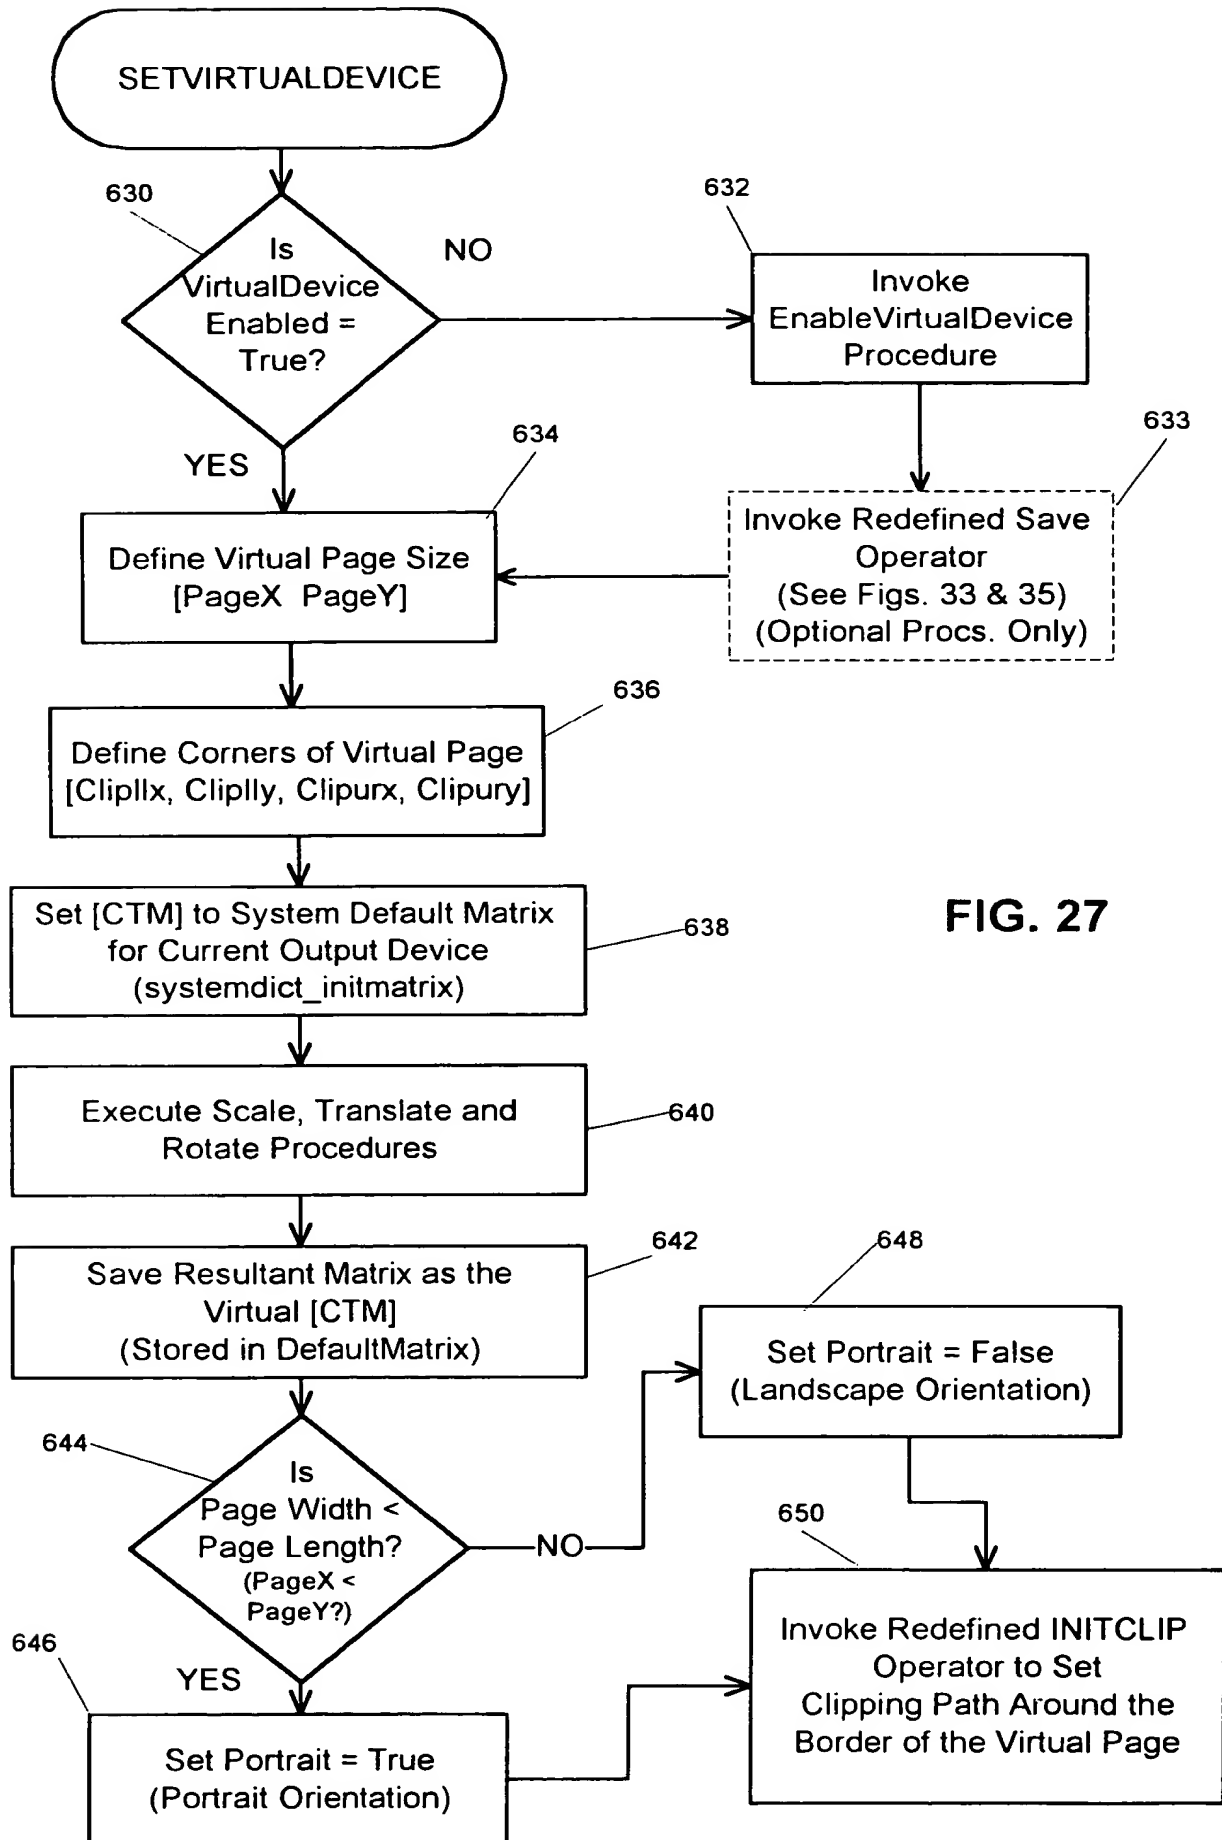 SETVIRTUALDEVICE
630
Is
VirtualDevice
Enabled =
True?
NO
YES
632
Invoke
EnableVirtualDevice
Procedure
633
Invoke Redefined Save
Operator
(See Figs. 33 & 35)
(Optional Procs. Only)
634
Define Virtual Page Size
[PageX PageY]
636
Define Corners of Virtual Page
[Clipllx, Cliplly, Clipurx, Clipury]
Set [CTM] to System Default Matrix
for Current Output Device
(systemdict_initmatrix)
638
FIG. 27
Execute Scale, Translate and
Rotate Procedures
640
642
Save Resultant Matrix as the
Virtual [CTM]
(Stored in DefaultMatrix)
644
Is
Page Width <
Page Length?
(PageX <
PageY?)
NO
YES
648
Set Portrait = False
(Landscape Orientation)
646
Set Portrait = True
(Portrait Orientation)
650
Invoke Redefined INITCLIP
Operator to Set
Clipping Path Around the
Border of the Virtual Page